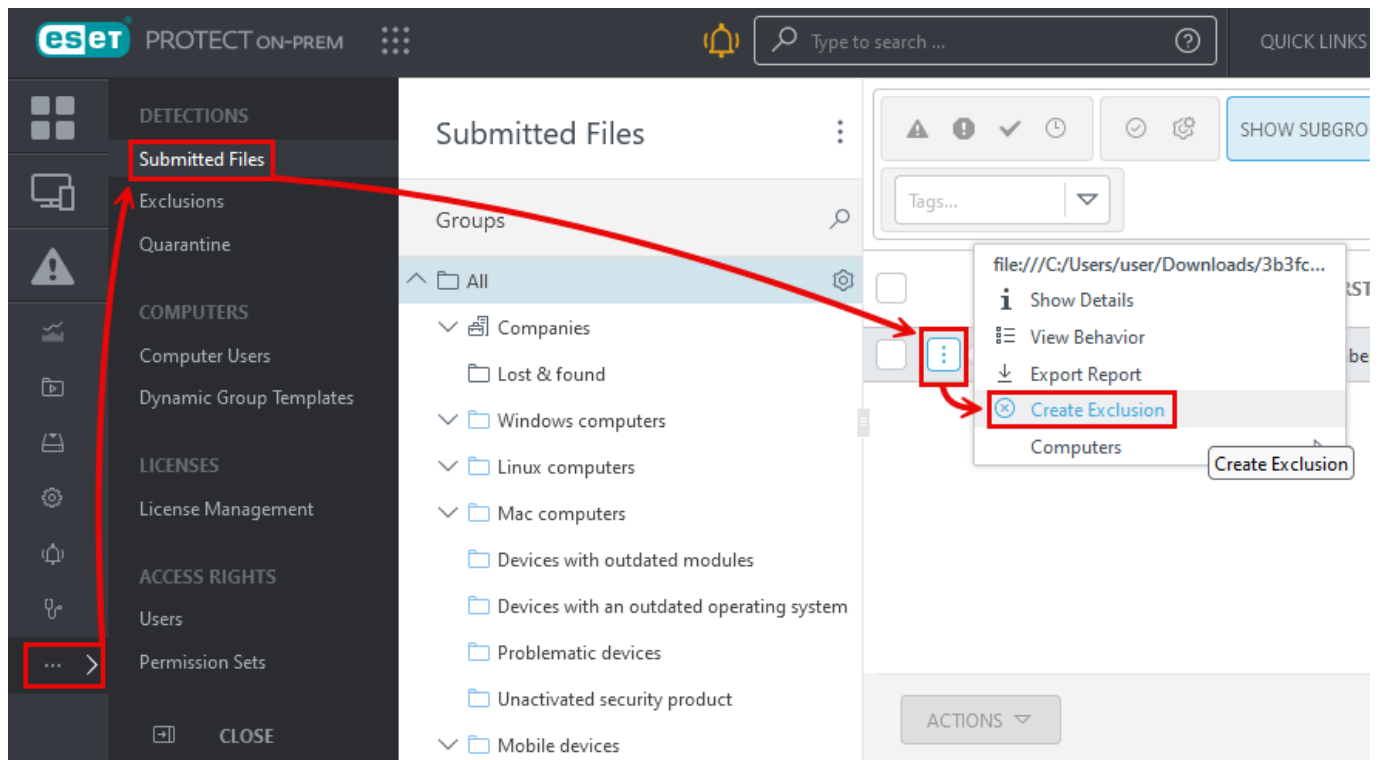 eset PROTECT ON-PREM
Type to search ...
QUICK LINKS
DETECTIONS
Submitted Files
Exclusions
Quarantine
COMPUTERS
Computer Users
Dynamic Group Templates
LICENSES
License Management
ACCESS RIGHTS
Users
Permission Sets
CLOSE
Submitted Files
Groups
All
Companies
Lost & found
Windows computers
Linux computers
Mac computers
Devices with outdated modules
Devices with an outdated operating system
Problematic devices
Unactivated security product
Mobile devices
SHOW SUBGRO
Tags...
file:///C:/Users/user/Downloads/3b3fc...
Show Details
View Behavior
Export Report
Create Exclusion
Computers
Create Exclusion
ACTIONS